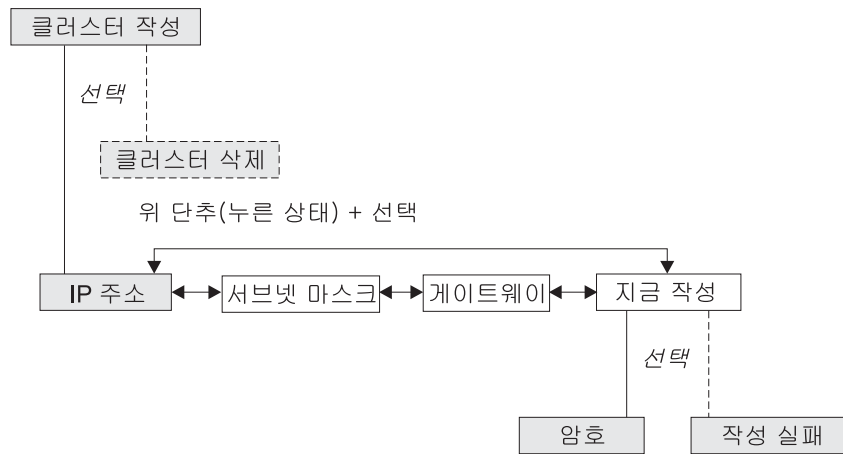 클러스터 작성
선택
클러스터 삭제
위 단추(누른 상태) + 선택
IP 주소
서브넷 마스크
게이트웨이
지금 작성
선택
암호
작성 실패